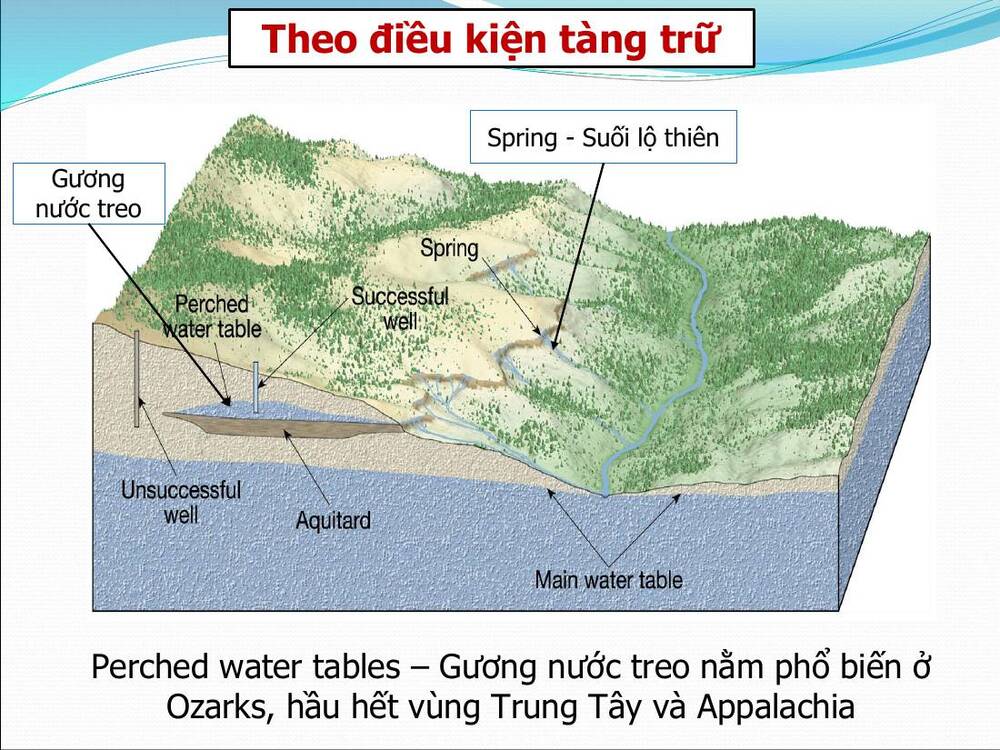 Theo điều kiện tàng trữ
Spring - Suối lộ thiên
Gương
nước treo
Spring
Perched
water table
Successful
well
Unsuccessful
well
Aquitard
Main water table
Perched water tables – Gương nước treo nằm phổ biến ở
Ozarks, hầu hết vùng Trung Tây và Appalachia